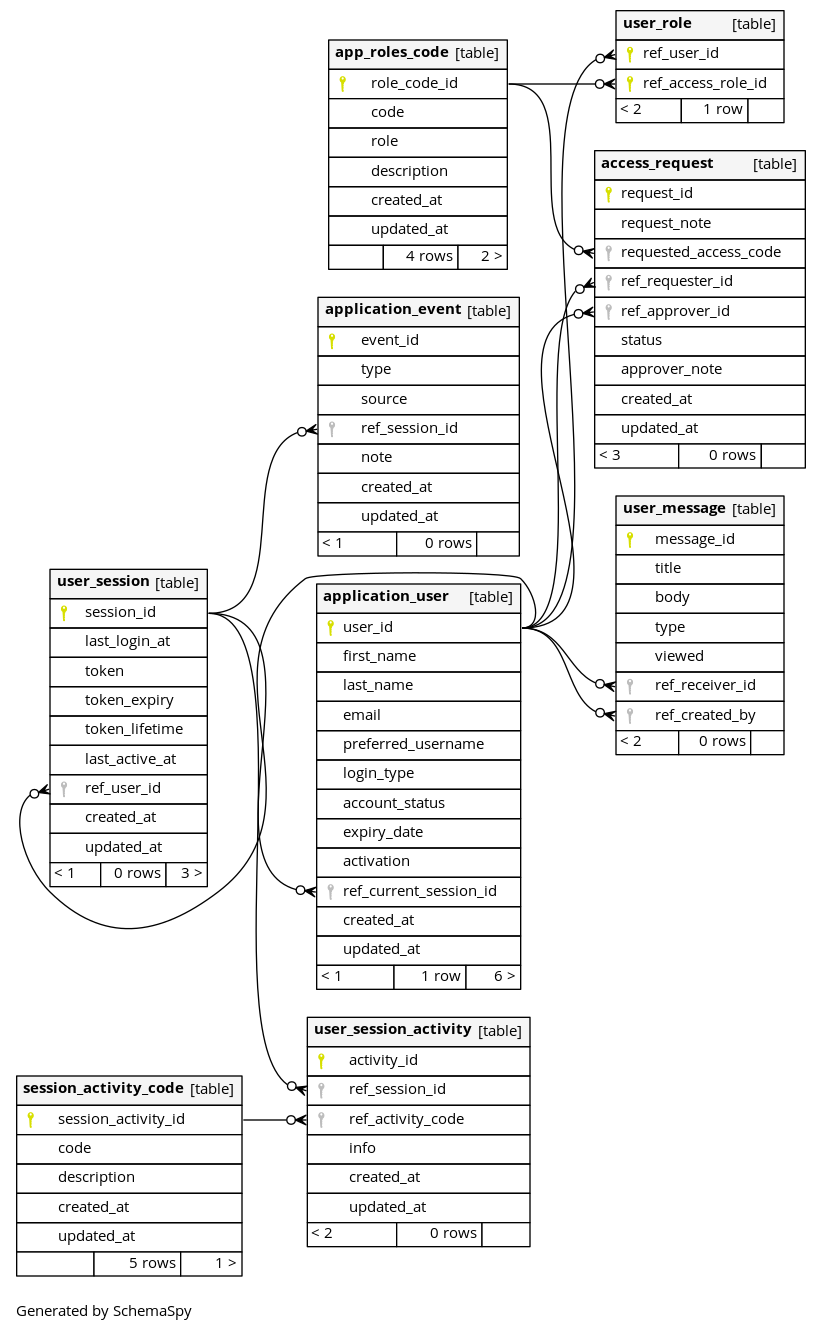 user_role [table]
ref_user_id
ref_access_role_id
< 2 1 row
app_roles_code [table]
role_code_id
code
role
description
created_at
updated_at
4 rows 2 >
access_request [table]
request_id
request_note
requested_access_code
ref_requester_id
ref_approver_id
status
approver_note
created_at
updated_at
< 3 0 rows
application_event [table]
event_id
type
source
ref_session_id
note
created_at
updated_at
< 1 0 rows
user_message [table]
message_id
title
body
type
viewed
ref_receiver_id
ref_created_by
< 2 0 rows
user_session [table]
session_id
last_login_at
token
token_expiry
token_lifetime
last_active_at
ref_user_id
created_at
updated_at
< 1 0 rows 3 >
application_user [table]
user_id
first_name
last_name
email
preferred_username
login_type
account_status
expiry_date
activation
ref_current_session_id
created_at
updated_at
< 1 1 row 6 >
user_session_activity [table]
activity_id
ref_session_id
ref_activity_code
info
created_at
updated_at
< 2 0 rows
session_activity_code [table]
session_activity_id
code
description
created_at
updated_at
5 rows 1 >
Generated by SchemaSpy